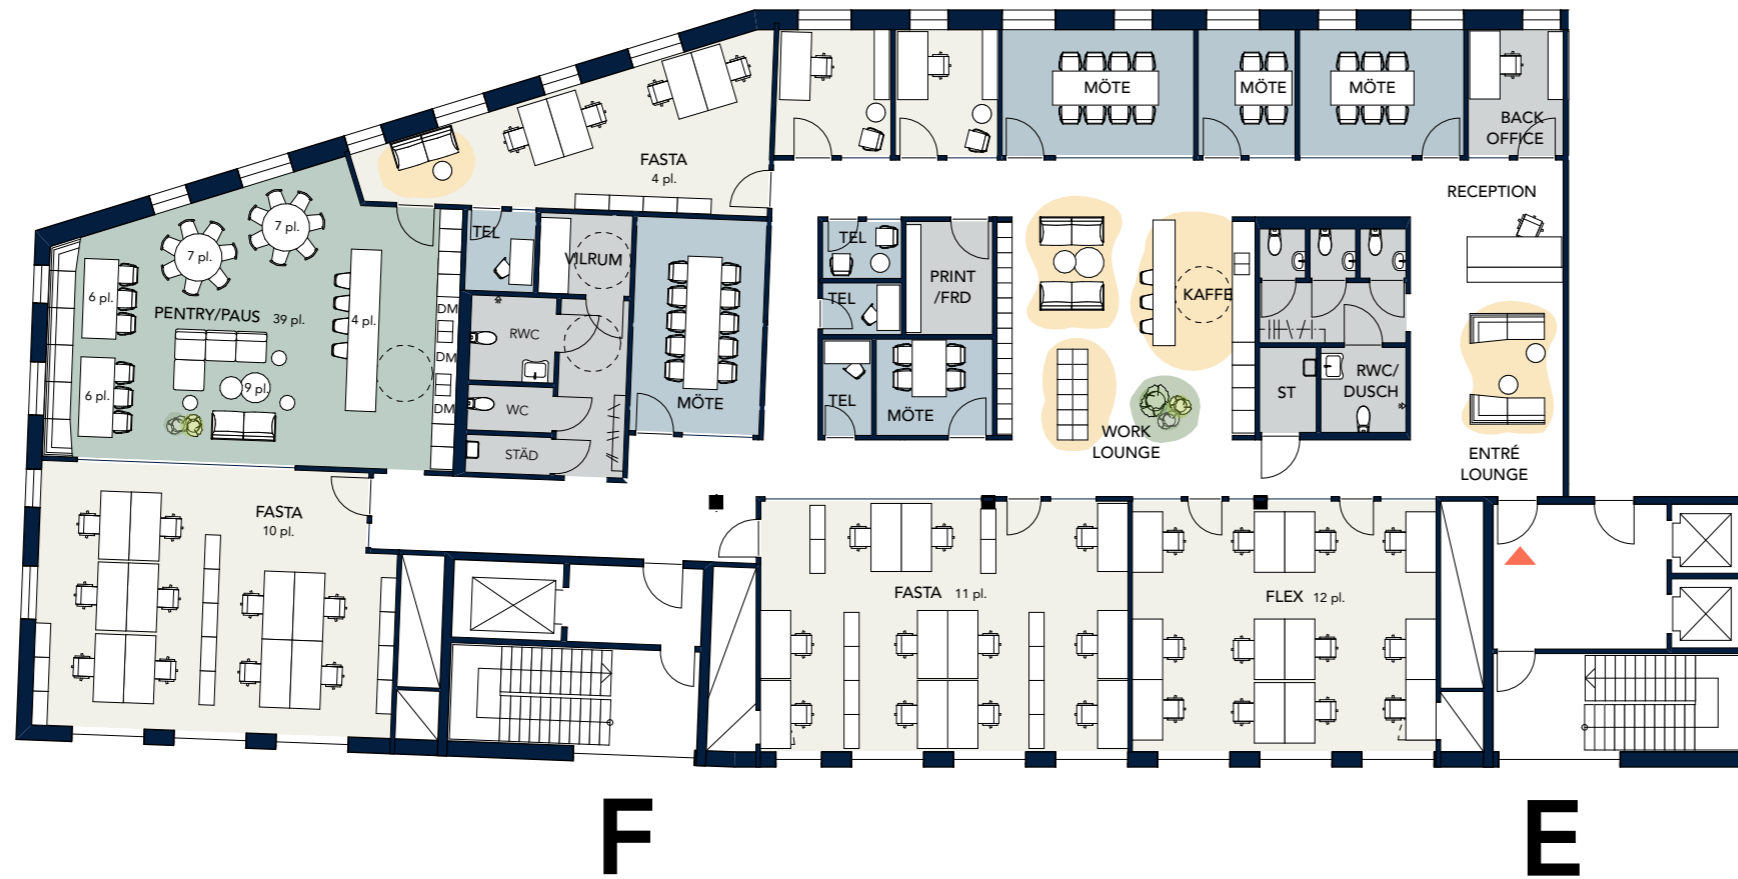 MÖTE
MÖTE
MÖTE
BACK
OFFICE
FASTA
4 pl.
RECEPTION
7 pl.
7 pl.
TEL
VILRUM
TEL
PRINT
/FRD
6 pl.
PENTRY/PAUS 39 pl.
4 pl.
DM
TEL
KAFFE
RWC
DM
9 pl.
6 pl.
DM
WC
MÖTE
TEL
MÖTE
ST
RWC/
DUSCH
WORK
LOUNGE
STÄD
ENTRÉ
LOUNGE
FASTA
10 pl.
FASTA 11 pl.
FLEX 12 pl.
F
E